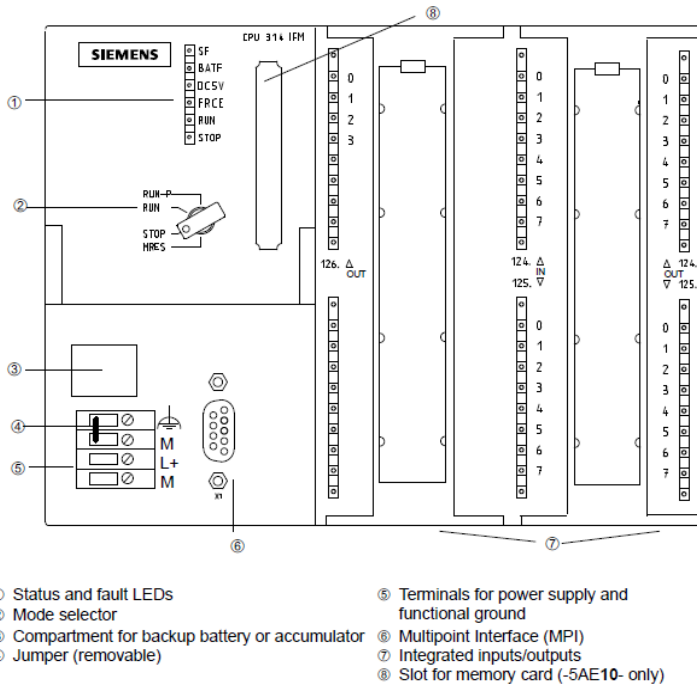 ⑧
CPU 314 IFM
SIEMENS
SF
BATF
DC5V
FRCE
RUN
STOP
①
②
RUN-P
RUN
STOP
MRES
0
1
2
3
126. △
OUT
0
1
2
3
4
5
6
7
124. △
IN
125. ▽
0
1
2
3
4
5
6
7
0
1
2
3
4
5
6
7
△ 124.
OUT
▽ 125.
0
1
2
3
4
5
6
7
③
④
⑤
M
L+
M
X1
⑥
⑦
Status and fault LEDs
Mode selector
Compartment for backup battery or accumulator
Jumper (removable)
⑤ Terminals for power supply and
functional ground
⑥ Multipoint Interface (MPI)
⑦ Integrated inputs/outputs
⑧ Slot for memory card (-5AE10- only)